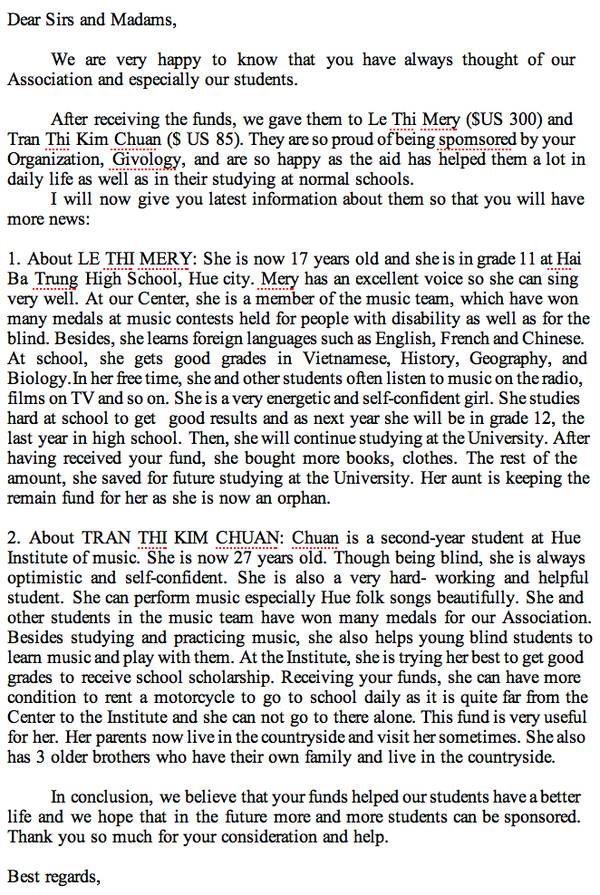 Dear Sirs and Madams,
We are very happy to know that you have always thought of our
Association and especially our students.
After receiving the funds, we gave them to Le Thi Mery ($US 300) and
Tran Thi Kim Chuan ($ US 85). They are so proud of being spomsored by your
Organization, Givology, and are so happy as the aid has helped them a lot in
daily life as well as in their studying at normal schools.
I will now give you latest information about them so that you will have
more news:
1. About LE THI MERY: She is now 17 years old and she is in grade 11 at Hai
Ba Trung High School, Hue city. Mery has an excellent voice so she can sing
very well. At our Center, she is a member of the music team, which have won
many medals at music contests held for people with disability as well as for the
blind. Besides, she learns foreign languages such as English, French and Chinese.
At school, she gets good grades in Vietnamese, History, Geography, and
Biology.In her free time, she and other students often listen to music on the radio,
films on TV and so on. She is a very energetic and self-confident girl. She studies
hard at school to get good results and as next year she will be in grade 12, the
last year in high school. Then, she will continue studying at the University. After
having received your fund, she bought more books, clothes. The rest of the
amount, she saved for future studying at the University. Her aunt is keeping the
remain fund for her as she is now an orphan.
2. About TRAN THI KIM CHUAN: Chuan is a second-year student at Hue
Institute of music. She is now 27 years old. Though being blind, she is always
optimistic and self-confident. She is also a very hard- working and helpful
student. She can perform music especially Hue folk songs beautifully. She and
other students in the music team have won many medals for our Association.
Besides studying and practicing music, she also helps young blind students to
learn music and play with them. At the Institute, she is trying her best to get good
grades to receive school scholarship. Receiving your funds, she can have more
condition to rent a motorcycle to go to school daily as it is quite far from the
Center to the Institute and she can not go to there alone. This fund is very useful
for her. Her parents now live in the countryside and visit her sometimes. She also
has 3 older brothers who have their own family and live in the countryside.
In conclusion, we believe that your funds helped our students have a better
life and we hope that in the future more and more students can be sponsored.
Thank you so much for your consideration and help.
Best regards,